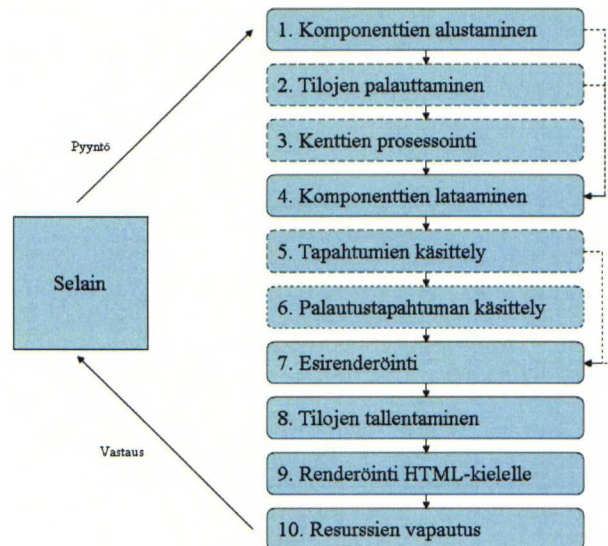 1. Komponenttien alustaminen
2. Tilojen palauttaminen
3. Kenttien prosessointi
Pyyntö
4. Komponenttien lataaminen
5. Tapahtumien käsittely
Selain
6. Palautustapahtuman käsittely
7. Esirenderöinti
8. Tilojen tallentaminen
Vastaus
9. Renderöinti HTML-kielelle
10. Resurssien vapautus